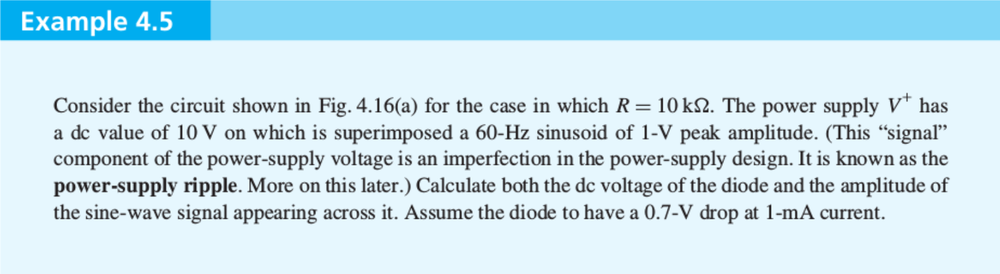 Example 4.5
Consider the circuit shown in Fig. 4.16(a) for the case in which R = 10 kΩ. The power supply V⁺ has
a dc value of 10 V on which is superimposed a 60-Hz sinusoid of 1-V peak amplitude. (This “signal”
component of the power-supply voltage is an imperfection in the power-supply design. It is known as the
power-supply ripple. More on this later.) Calculate both the dc voltage of the diode and the amplitude of
the sine-wave signal appearing across it. Assume the diode to have a 0.7-V drop at 1-mA current.